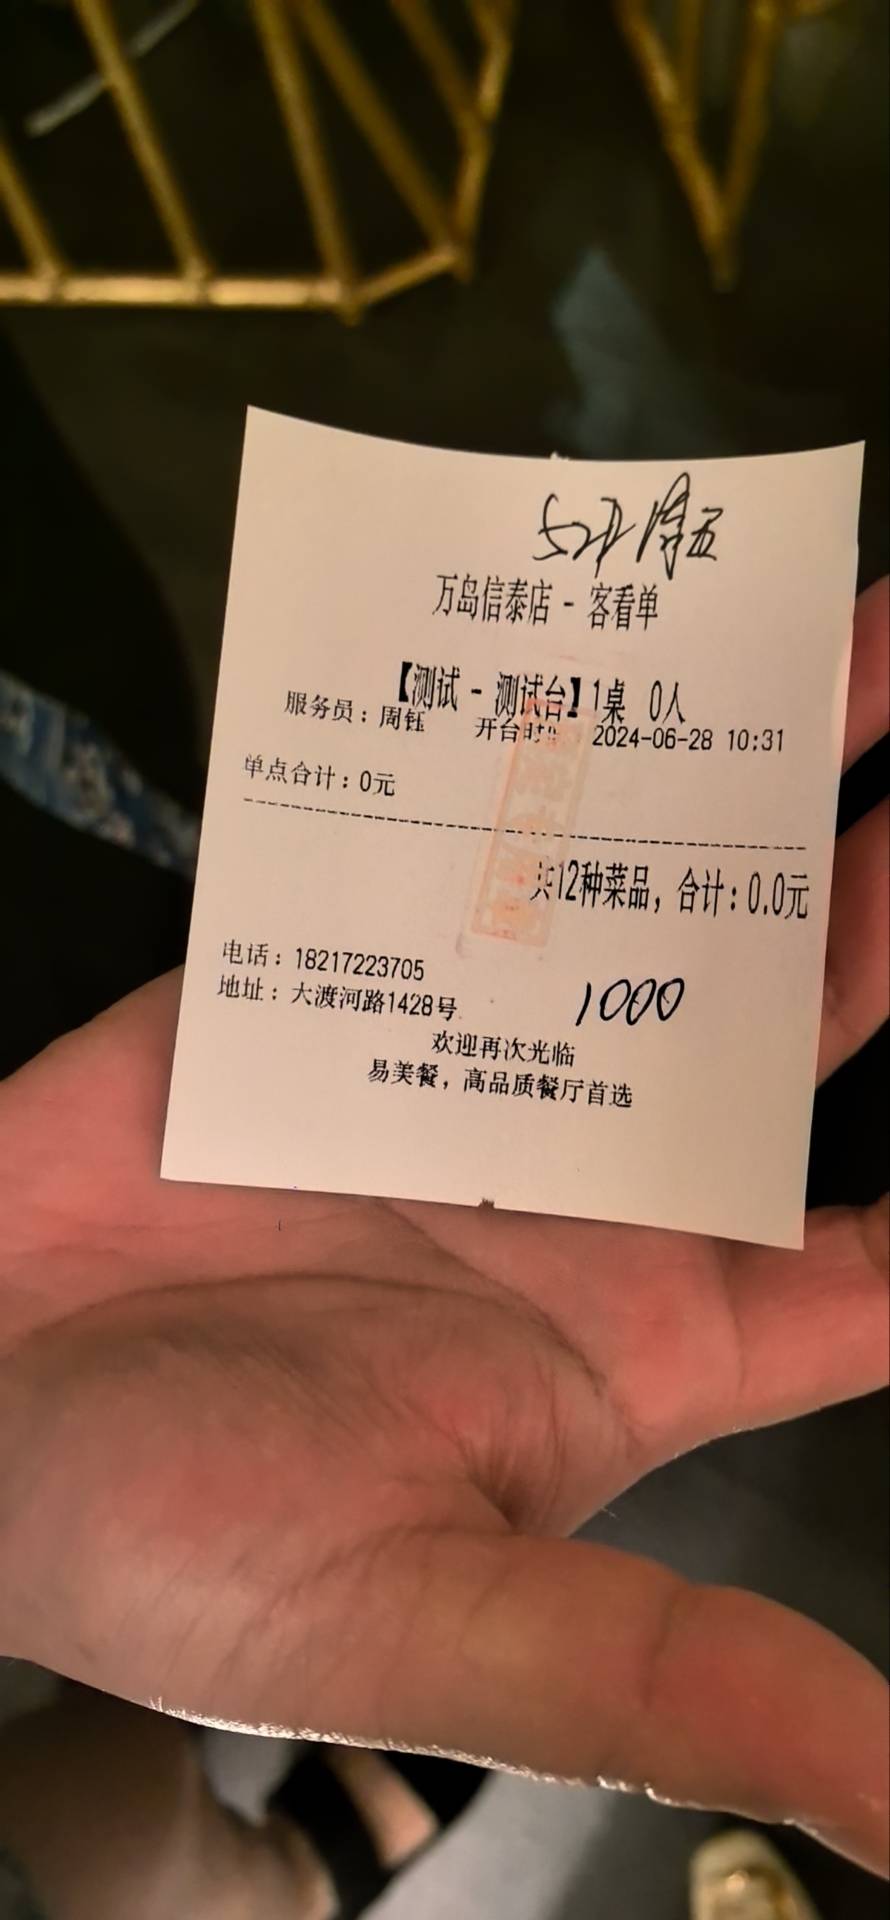 万岛信泰店 - 客看单
【测试 - 测试台】1桌 0人
服务员：周钰 开台时 2024-06-28 10:31
单点合计：0元
共12种菜品，合计：0.0元
电话：18217223705
地址：大渡河路1428号
1000
欢迎再次光临
易美餐，高品质餐厅首选